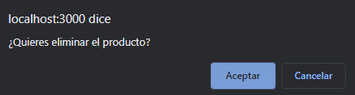 localhost:3000 dice
¿Quieres eliminar el producto?
Aceptar Cancelar